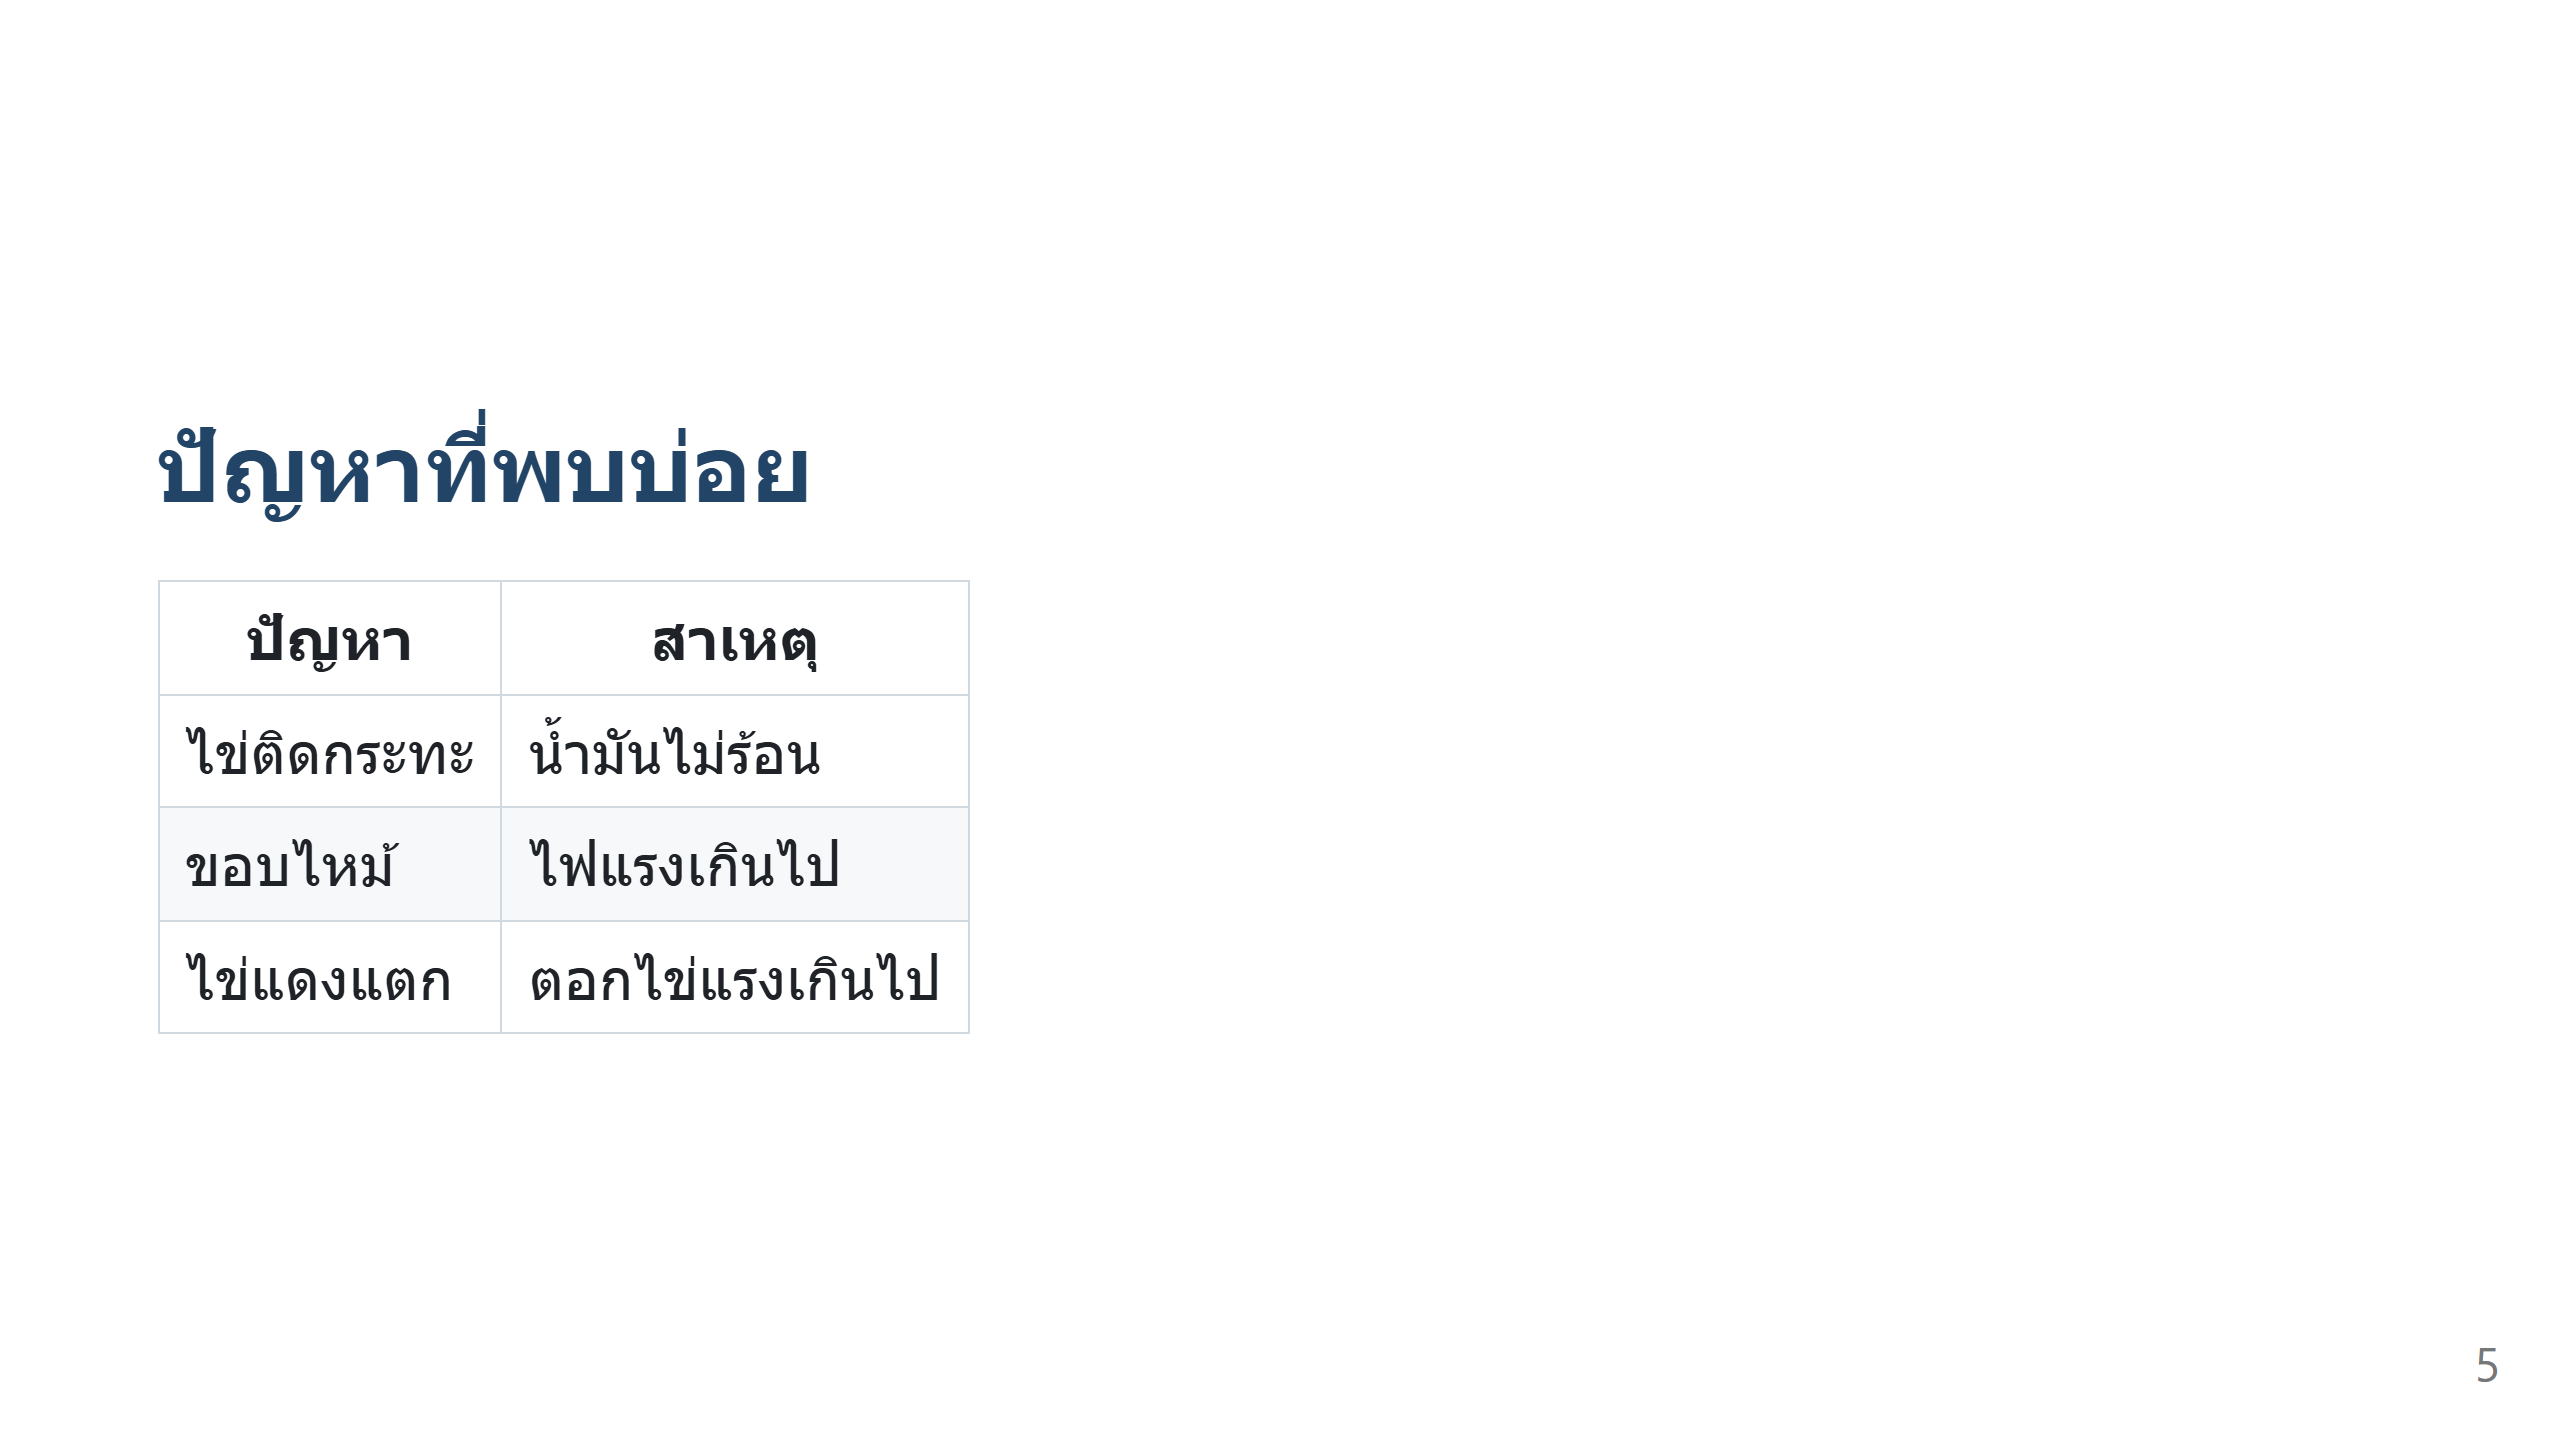 ปัญหาที่พบบ่อย
ปัญหา สาเหตุ
ไข่ติดกระทะ น้ำมันไม่ร้อน
ขอบไหม้ ไฟแรงเกินไป
ไข่แดงแตก ตอกไข่แรงเกินไป
5